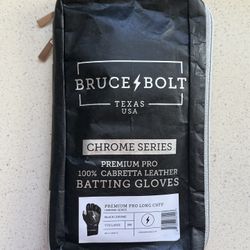 BRUCE BOLT
TEXAS
USA
CHROME SERIES
PREMIUM PRO
100% CABRETTA LEATHER
BATTING GLOVES
PREMIUM PRO LONG CUFF